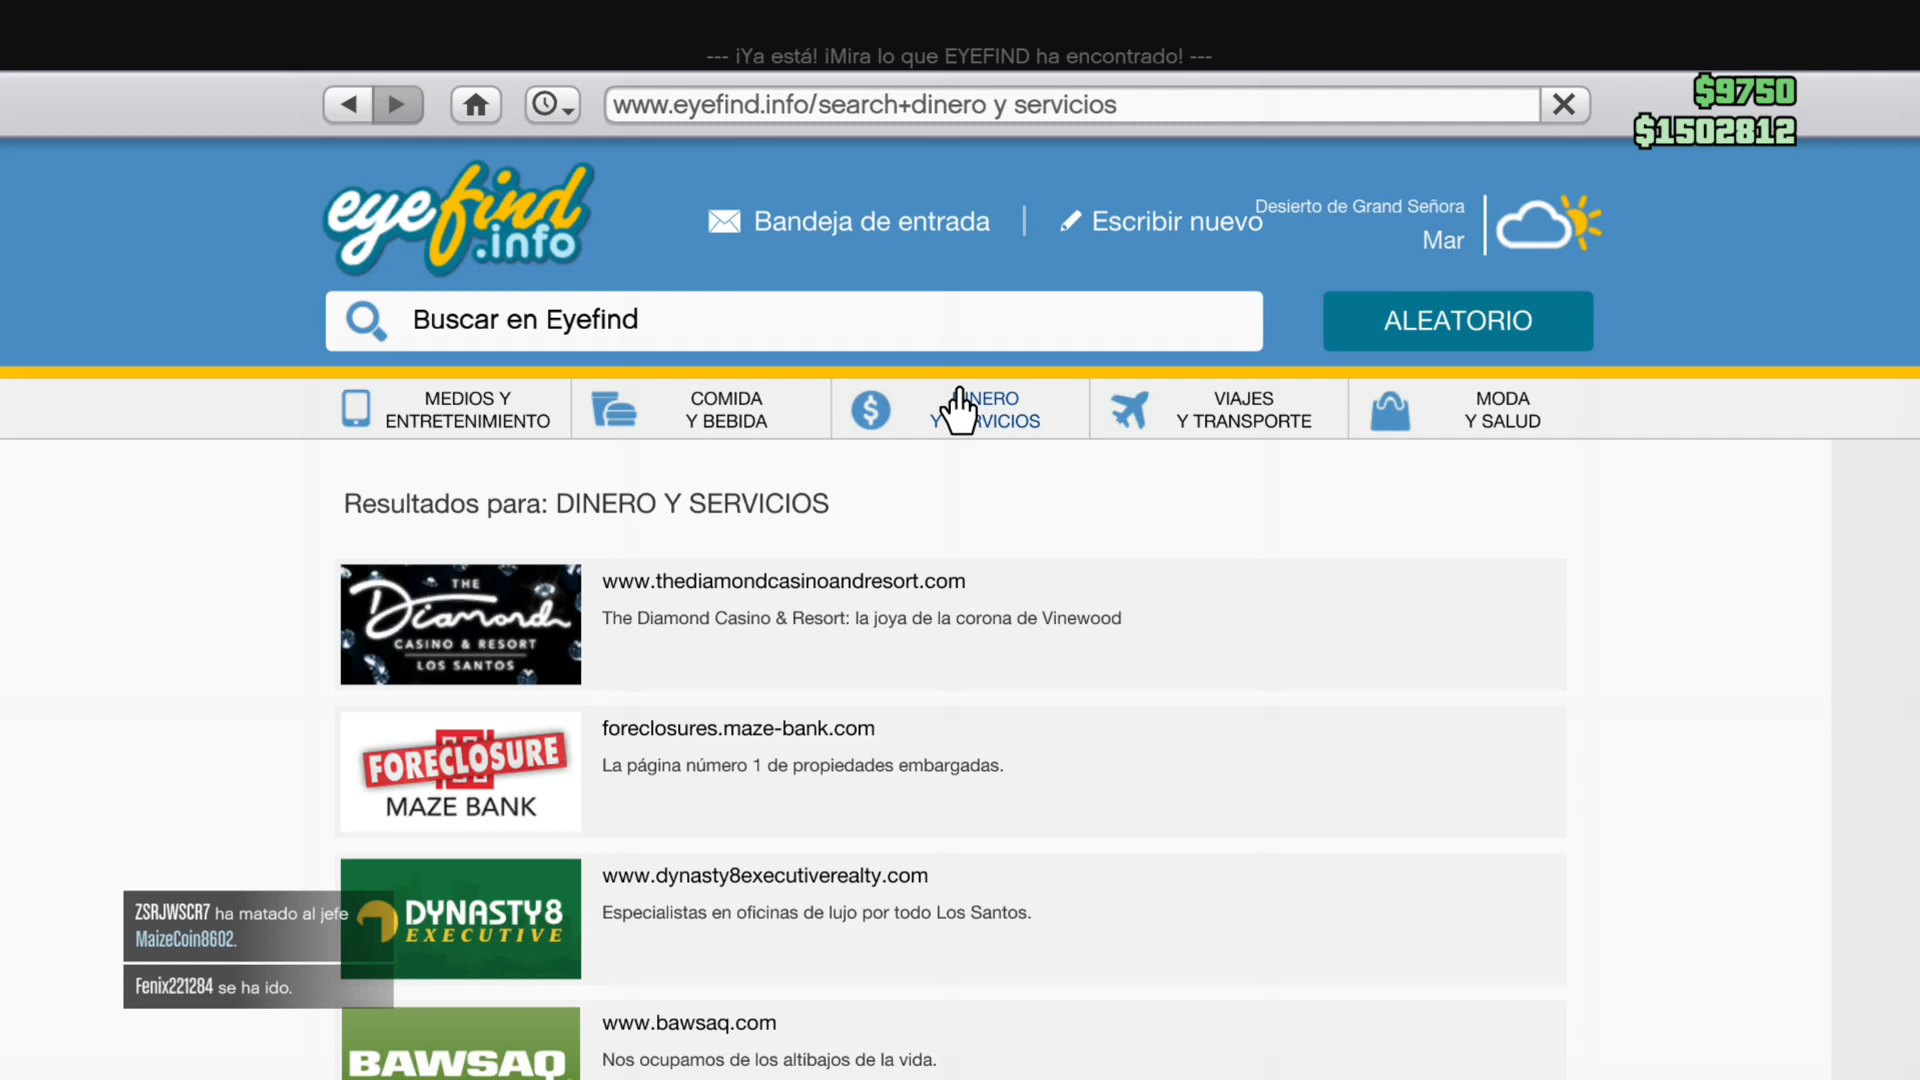 --- ¡Ya está! ¡Mira lo que EYEFIND ha encontrado! ---
www.eyefind.info/search+dinero y servicios
$9750
$1502812
eyefind
.info
Bandeja de entrada
Escribir nuevo
Desierto de Grand Señora
Mar
Buscar en Eyefind
ALEATORIO
MEDIOS Y
ENTRETENIMIENTO
COMIDA
Y BEBIDA
DINERO
Y SERVICIOS
VIAJES
Y TRANSPORTE
MODA
Y SALUD
Resultados para: DINERO Y SERVICIOS
THE
Diamond
CASINO & RESORT
LOS SANTOS
www.thediamondcasinoandresort.com
The Diamond Casino & Resort: la joya de la corona de Vinewood
FORECLOSURE
MAZE BANK
foreclosures.maze-bank.com
La página número 1 de propiedades embargadas.
DYNASTY8
EXECUTIVE
www.dynasty8executiverealty.com
Especialistas en oficinas de lujo por todo Los Santos.
ZSRJWSCR7 ha matado al jefe
MaizeCoin8602.
Fenix221284 se ha ido.
BAWSAQ
www.bawsaq.com
Nos ocupamos de los altibajos de la vida.